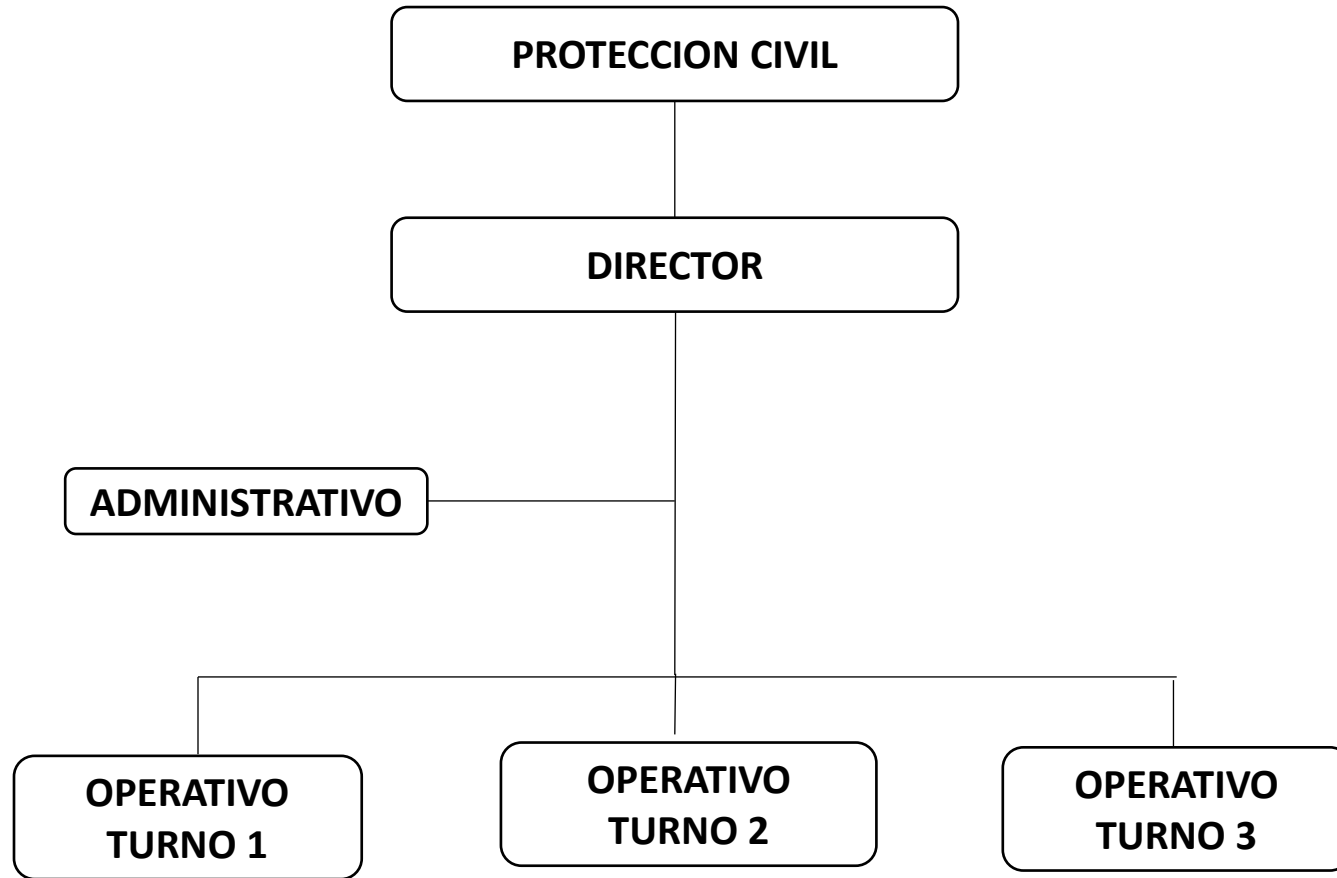 PROTECCION CIVIL
DIRECTOR
ADMINISTRATIVO
OPERATIVO
TURNO 1
OPERATIVO
TURNO 2
OPERATIVO
TURNO 3